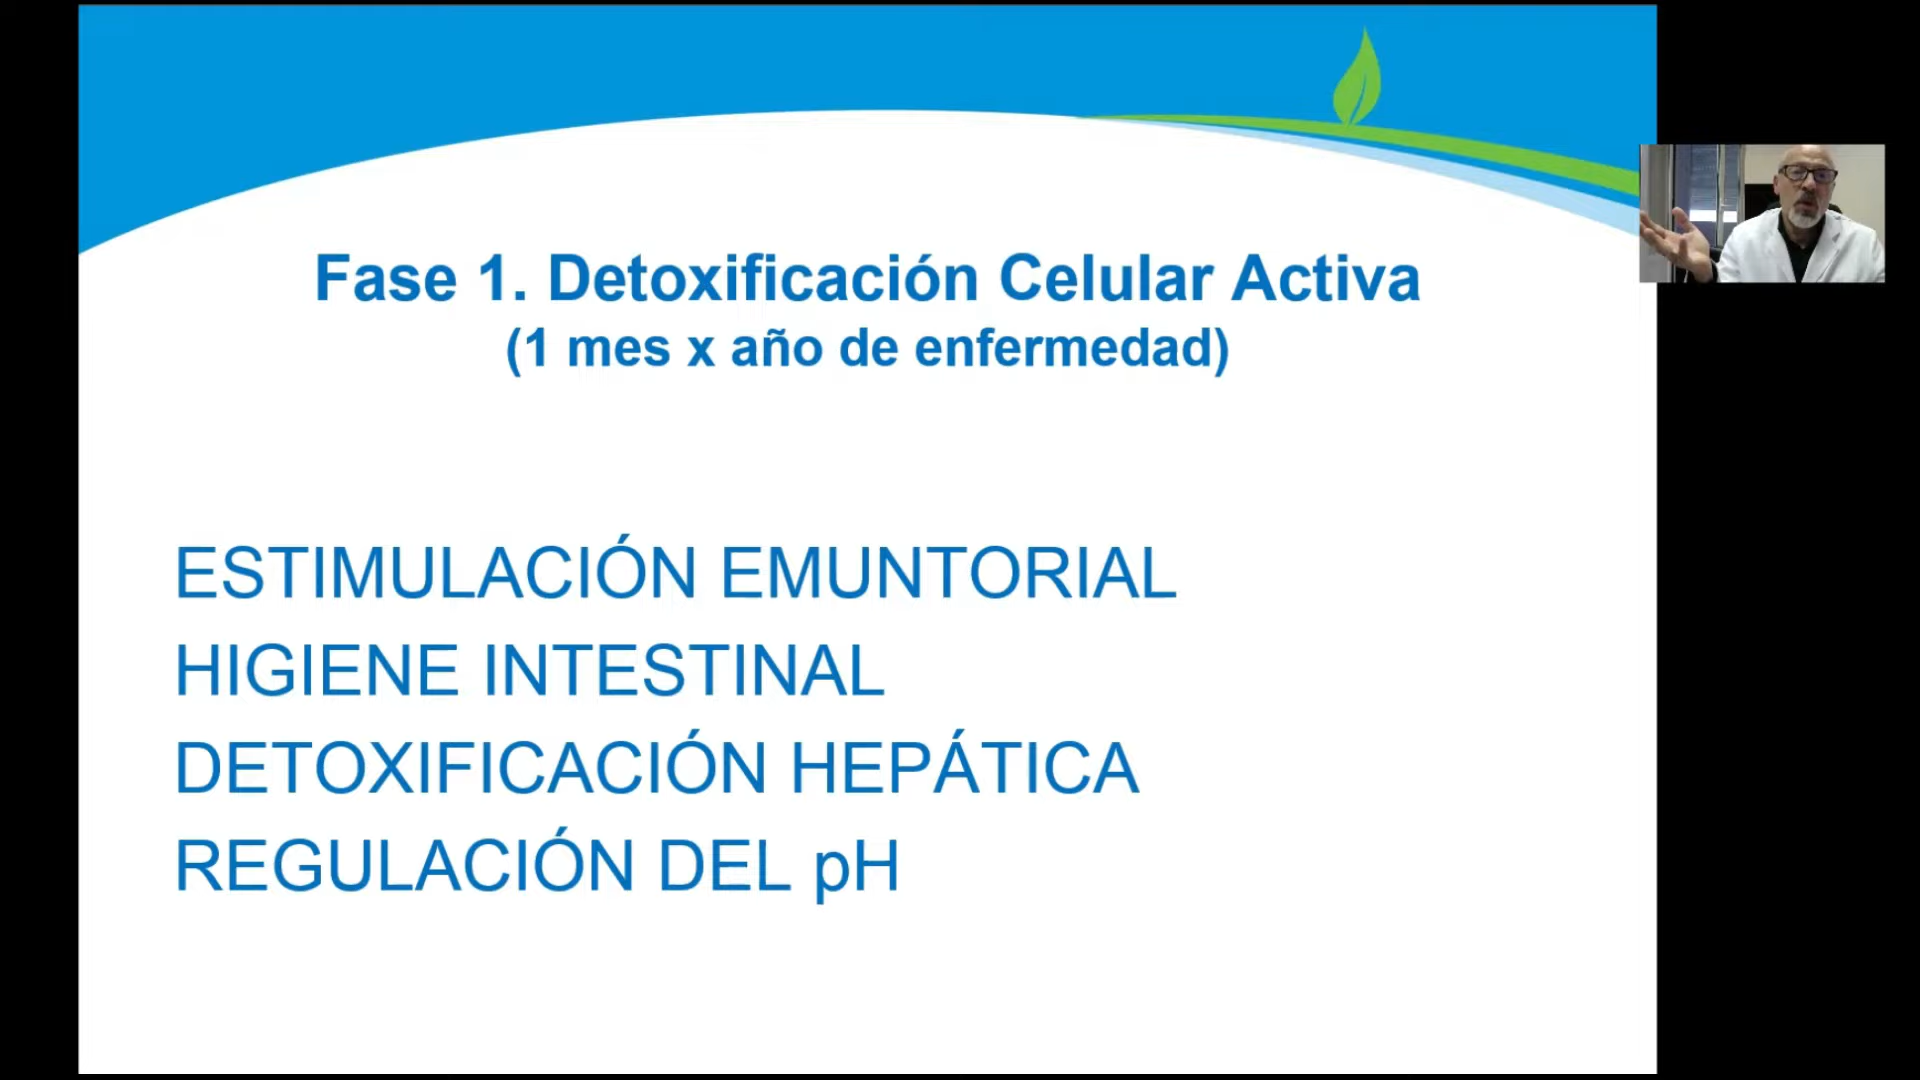 Fase 1. Detoxificación Celular Activa
(1 mes x año de enfermedad)
ESTIMULACIÓN EMUNTORIAL
HIGIENE INTESTINAL
DETOXIFICACIÓN HEPÁTICA
REGULACIÓN DEL pH